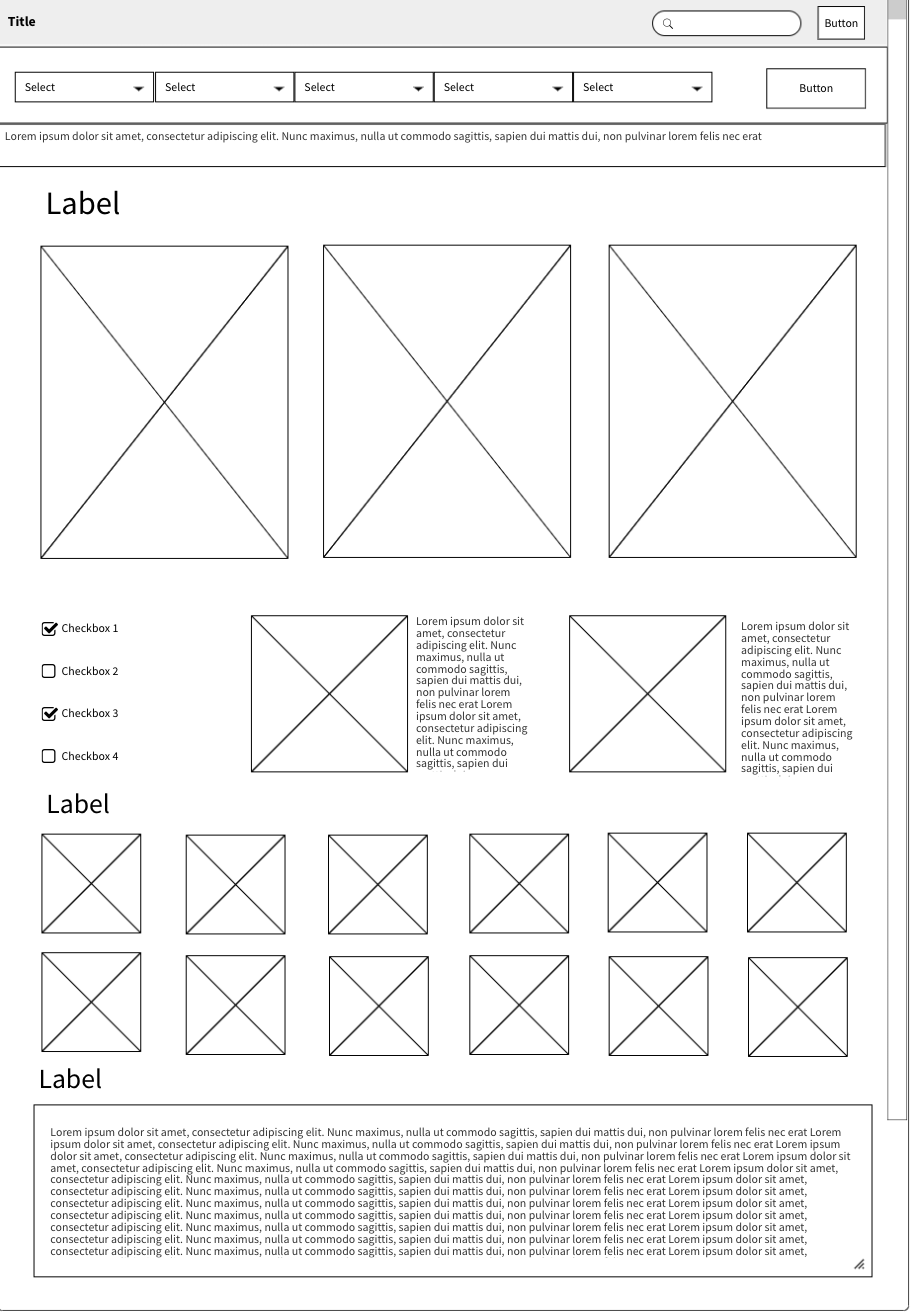 Title
Button
Select Select Select Select Select
Button
Lorem ipsum dolor sit amet, consectetur adipiscing elit. Nunc maximus, nulla ut commodo sagittis, sapien dui mattis dui, non pulvinar lorem felis nec erat
Label
Checkbox 1
Checkbox 2
Checkbox 3
Checkbox 4
Lorem ipsum dolor sit
amet, consectetur
adipiscing elit. Nunc
maximus, nulla ut
commodo sagittis,
sapien dui mattis dui,
non pulvinar lorem
felis nec erat Lorem
ipsum dolor sit amet,
consectetur adipiscing
elit. Nunc maximus,
nulla ut commodo
sagittis, sapien dui
Lorem ipsum dolor sit
amet, consectetur
adipiscing elit. Nunc
maximus, nulla ut
commodo sagittis,
sapien dui mattis dui,
non pulvinar lorem
felis nec erat Lorem
ipsum dolor sit amet,
consectetur adipiscing
elit. Nunc maximus,
nulla ut commodo
sagittis, sapien dui
Label
Label
Lorem ipsum dolor sit amet, consectetur adipiscing elit. Nunc maximus, nulla ut commodo sagittis, sapien dui mattis dui, non pulvinar lorem felis nec erat Lorem
ipsum dolor sit amet, consectetur adipiscing elit. Nunc maximus, nulla ut commodo sagittis, sapien dui mattis dui, non pulvinar lorem felis nec erat Lorem ipsum
dolor sit amet, consectetur adipiscing elit. Nunc maximus, nulla ut commodo sagittis, sapien dui mattis dui, non pulvinar lorem felis nec erat Lorem ipsum dolor sit
amet, consectetur adipiscing elit. Nunc maximus, nulla ut commodo sagittis, sapien dui mattis dui, non pulvinar lorem felis nec erat Lorem ipsum dolor sit amet,
consectetur adipiscing elit. Nunc maximus, nulla ut commodo sagittis, sapien dui mattis dui, non pulvinar lorem felis nec erat Lorem ipsum dolor sit amet,
consectetur adipiscing elit. Nunc maximus, nulla ut commodo sagittis, sapien dui mattis dui, non pulvinar lorem felis nec erat Lorem ipsum dolor sit amet,
consectetur adipiscing elit. Nunc maximus, nulla ut commodo sagittis, sapien dui mattis dui, non pulvinar lorem felis nec erat Lorem ipsum dolor sit amet,
consectetur adipiscing elit. Nunc maximus, nulla ut commodo sagittis, sapien dui mattis dui, non pulvinar lorem felis nec erat Lorem ipsum dolor sit amet,
consectetur adipiscing elit. Nunc maximus, nulla ut commodo sagittis, sapien dui mattis dui, non pulvinar lorem felis nec erat Lorem ipsum dolor sit amet,
consectetur adipiscing elit. Nunc maximus, nulla ut commodo sagittis, sapien dui mattis dui, non pulvinar lorem felis nec erat Lorem ipsum dolor sit amet,
consectetur adipiscing elit. Nunc maximus, nulla ut commodo sagittis, sapien dui mattis dui, non pulvinar lorem felis nec erat Lorem ipsum dolor sit amet,